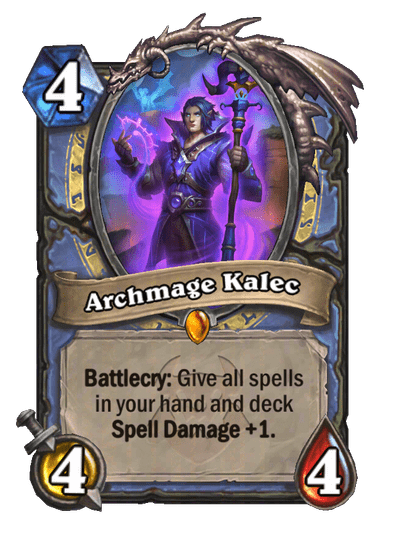 4
Archmage Kalec
Battlecry: Give all spells
in your hand and deck
Spell Damage +1.
4
4